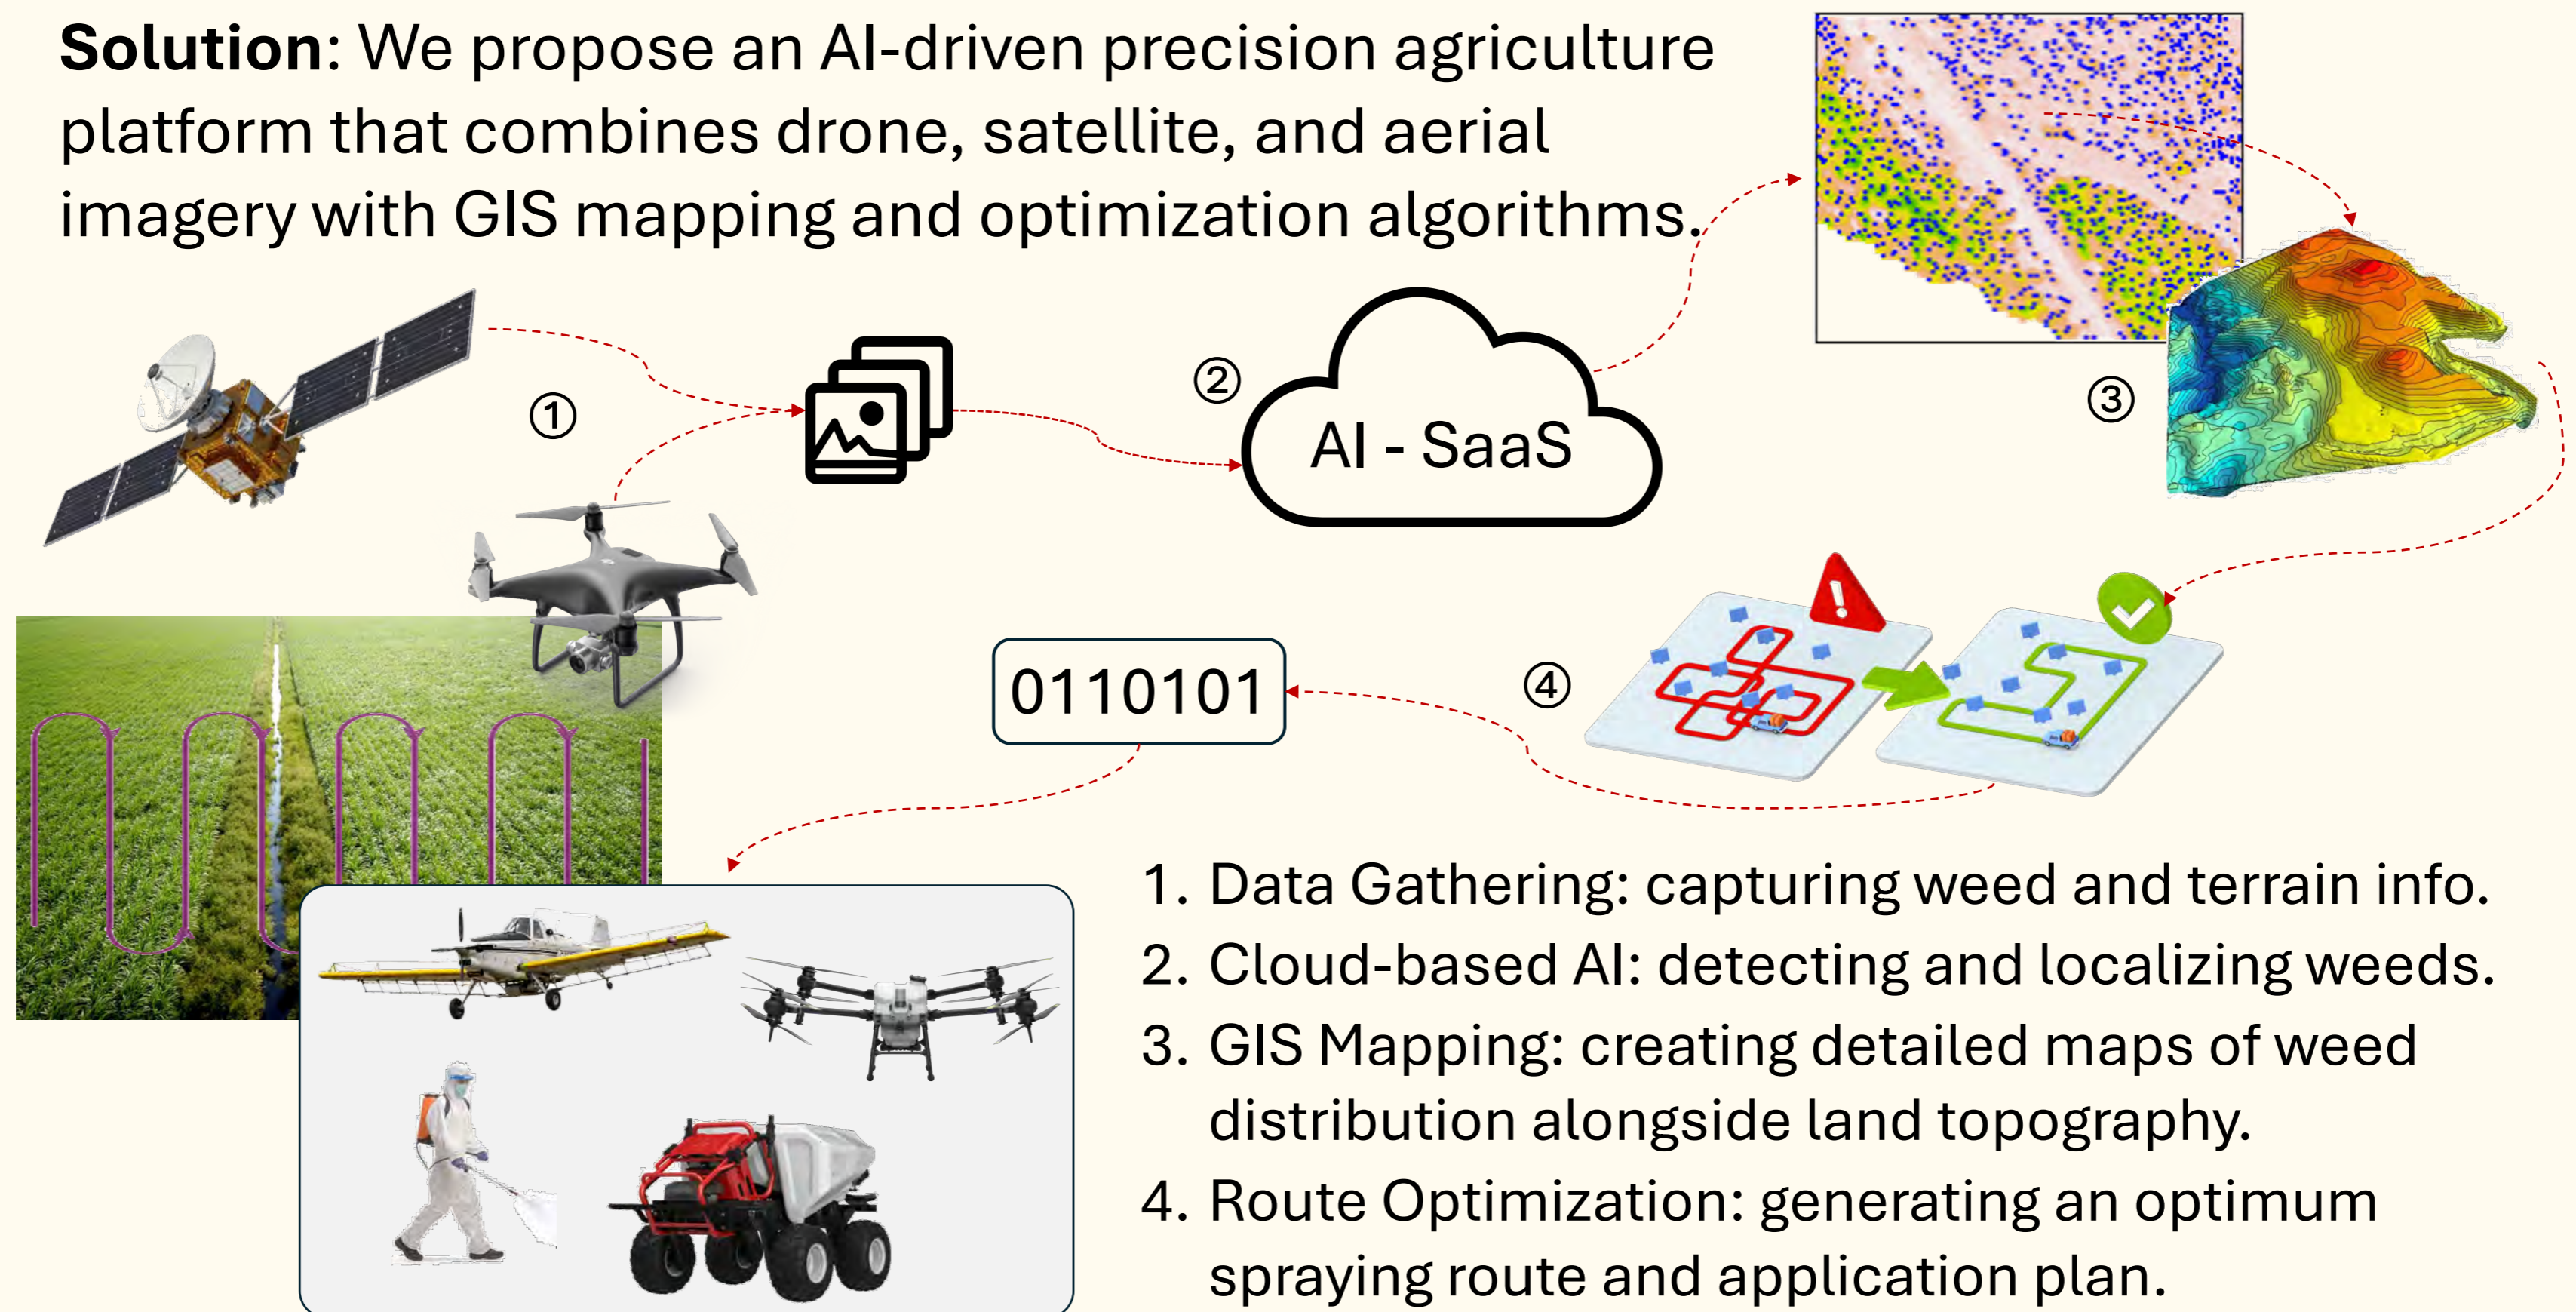 Solution: We propose an AI-driven precision agriculture
platform that combines drone, satellite, and aerial
imagery with GIS mapping and optimization algorithms.
①
②
AI - SaaS
③
④
0110101
1. Data Gathering: capturing weed and terrain info.
2. Cloud-based AI: detecting and localizing weeds.
3. GIS Mapping: creating detailed maps of weed
distribution alongside land topography.
4. Route Optimization: generating an optimum
spraying route and application plan.